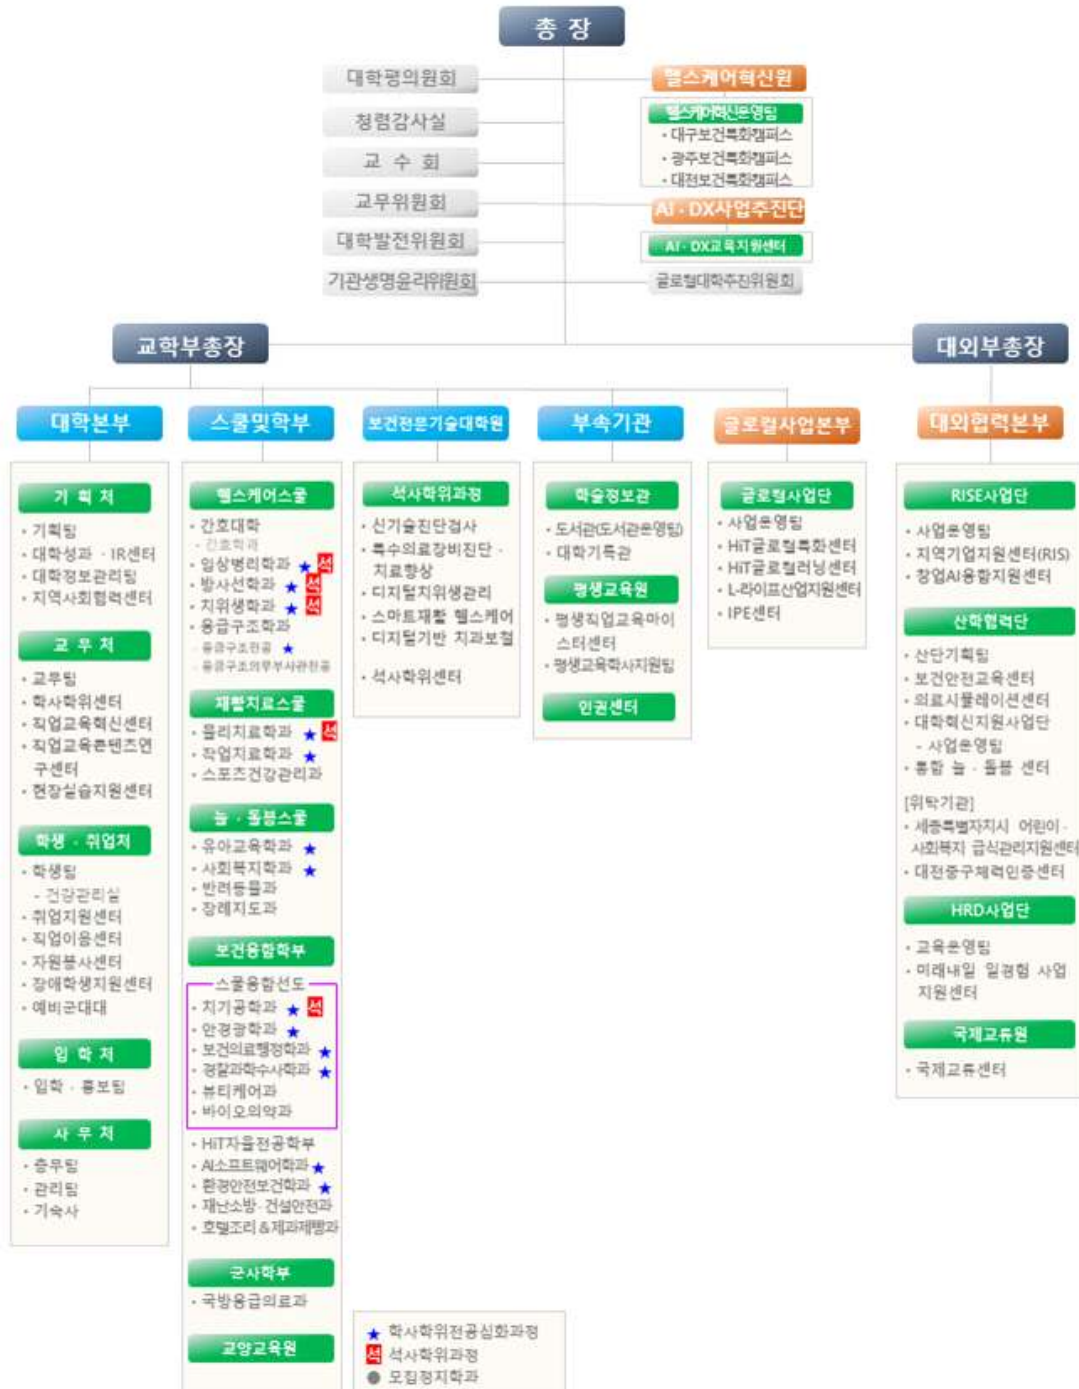 총 장
대학평의원회
청렴감사실
교 수 회
교무위원회
대학발전위원회
기관생명윤리위원회
헬스케어혁신원
헬스케어혁신운영팀
• 대구보건특화캠퍼스
• 광주보건특화캠퍼스
• 대전보건특화캠퍼스
AI · DX사업추진단
AI · DX교육지원센터
글로컬대학추진위원회
교학부총장
대외부총장
대학본부
기 획 처
• 기획팀
• 대학성과 · IR센터
• 대학정보관리팀
• 지역사회협력센터
교 무 처
• 교무팀
• 학사학위센터
• 직업교육혁신센터
• 직업교육콘텐츠연
구센터
• 현장실습지원센터
학생 · 취업처
• 학생팀
- 건강관리실
• 취업지원센터
• 직업이음센터
• 자원봉사센터
• 장애학생지원센터
• 예비군대대
입 학 처
• 입학 · 홍보팀
사 무 처
• 총무팀
• 관리팀
• 기숙사
스쿨및학부
헬스케어스쿨
• 간호대학
- 간호학과
• 임상병리학과 ★ 석
• 방사선학과 ★ 석
• 치위생학과 ★ 석
• 응급구조학과
- 응급구조전공 ★
- 응급구조의무부사관전공
재활치료스쿨
• 물리치료학과 ★ 석
• 작업치료학과 ★
• 스포츠건강관리과
늘 · 돌봄스쿨
• 유아교육학과 ★
• 사회복지학과 ★
• 반려동물과
• 장례지도과
보건융합학부
스쿨융합선도
• 치기공학과 ★ 석
• 안경광학과 ★
• 보건의료행정학과 ★
• 경찰과학수사학과 ★
• 뷰티케어과
• 바이오의약과
• HiT자율전공학부
• AI소프트웨어학과 ★
• 환경안전보건학과 ★
• 재난소방·건설안전과
• 호텔조리&제과제빵과
군사학부
• 국방응급의료과
교양교육원
보건전문기술대학원
석사학위과정
• 신기술진단검사
• 특수의료장비진단 ·
치료향상
• 디지털치위생관리
• 스마트재활 헬스케어
• 디지털기반 치과보철
• 석사학위센터
부속기관
학술정보관
• 도서관(도서관운영팀)
• 대학기록관
평생교육원
• 평생직업교육마이
스터센터
• 평생교육학사지원팀
인권센터
글로컬사업본부
글로컬사업단
• 사업운영팀
• HiT글로컬특화센터
• HiT글로컬러닝센터
• L-라이프산업지원센터
• IPE센터
대외협력본부
RISE사업단
• 사업운영팀
• 지역기업지원센터(RIS)
• 창업AI융합지원센터
산학협력단
• 산단기획팀
• 보건안전교육센터
• 의료시뮬레이션센터
• 대학혁신지원사업단
- 사업운영팀
• 통합 늘 · 돌봄 센터
[위탁기관]
• 세종특별자치시 어린이 ·
사회복지 급식관리지원센터
• 대전중구체력인증센터
HRD사업단
• 교육운영팀
• 미래내일 일경험 사업
지원센터
국제교류원
• 국제교류센터
★ 학사학위전공심화과정
석 석사학위과정
● 모집정지학과